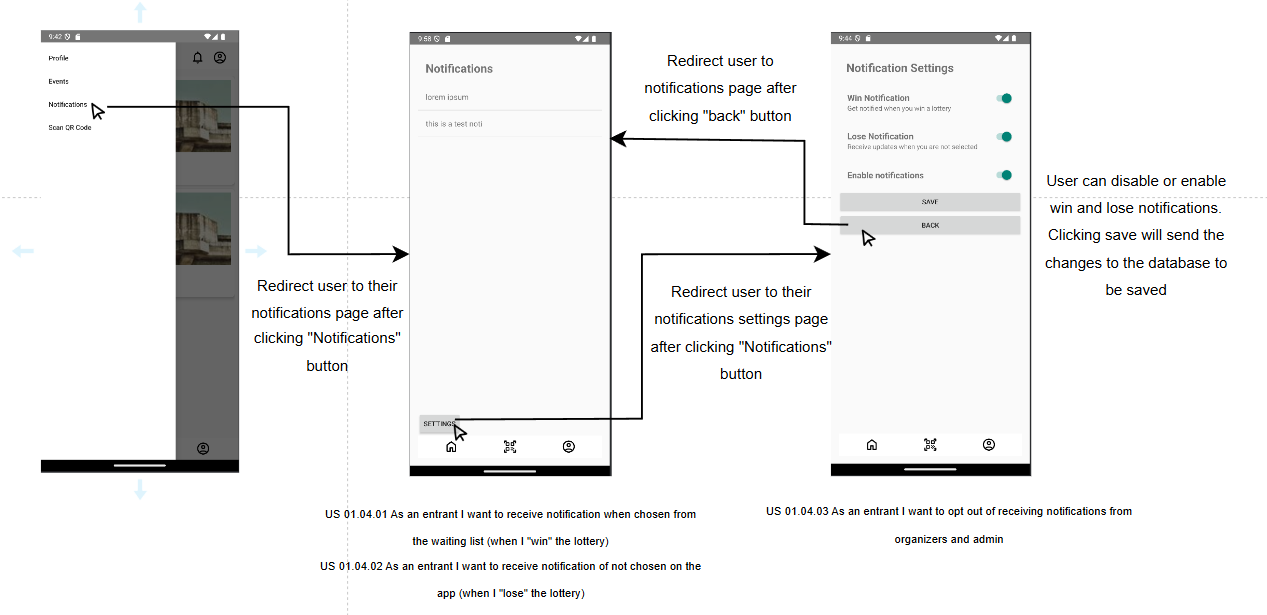 9:42
Profile
Events
Notifications
Scan QR Code
Redirect user to their
notifications page after
clicking "Notifications"
button
9:58
Notifications
lorem ipsum
this is a test noti
SETTINGS
US 01.04.01 As an entrant I want to receive notification when chosen from
the waiting list (when I "win" the lottery)
US 01.04.02 As an entrant I want to receive notification of not chosen on the
app (when I "lose" the lottery)
Redirect user to
notifications page after
clicking "back" button
Redirect user to their
notifications settings page
after clicking "Notifications"
button
9:44
Notification Settings
Win Notification
Get notified when you win a lottery
Lose Notification
Receive updates when you are not selected
Enable notifications
SAVE
BACK
US 01.04.03 As an entrant I want to opt out of receiving notifications from
organizers and admin
User can disable or enable
win and lose notifications.
Clicking save will send the
changes to the database to
be saved